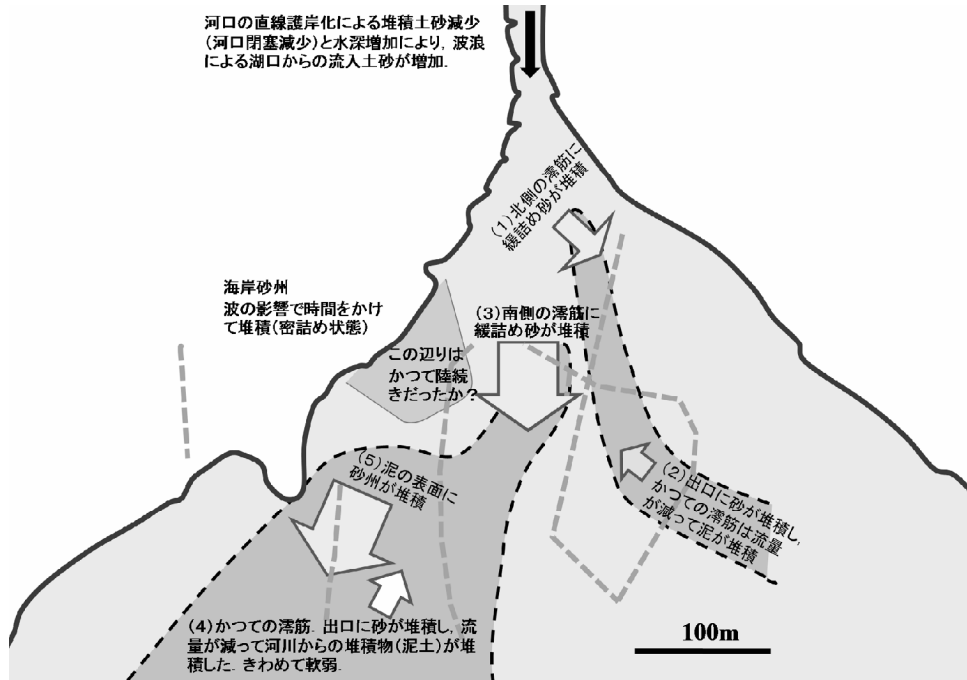 河口の直線護岸化による堆積土砂減少
(河口閉塞減少)と水深増加により, 波浪
による湖口からの流入土砂が増加.
(1)北側の澪筋に
緩詰め砂が堆積
海岸砂州
波の影響で時間をかけ
て堆積(密詰め状態)
(3)南側の澪筋に
緩詰め砂が堆積
この辺りは
かつて陸続
きだったか?
(5)泥の表面に
砂州が堆積
(2)出口に砂が堆積し,
かつての澪筋は流量
が減って泥が堆積
(4)かつての澪筋. 出口に砂が堆積し, 流
量が減って河川からの堆積物(泥土)が堆
積した. きわめて軟弱.
100m